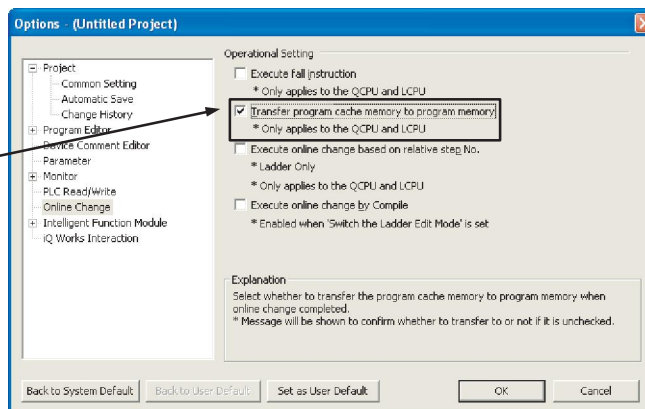 Options - (Untitled Project)
Project
Common Setting
Automatic Save
Change History
Program Editor
Device Comment Editor
Parameter
Monitor
PLC Read/Write
Online Change
Intelligent Function Module
iQ Works Interaction
Operational Setting
Execute fall instruction
* Only applies to the QCPU and LCPU
Transfer program cache memory to program memory
* Only applies to the QCPU and LCPU
Execute online change based on relative step No.
* Ladder Only
* Only applies to the QCPU and LCPU
Execute online change by Compile
* Enabled when 'Switch the Ladder Edit Mode' is set
Explanation
Select whether to transfer the program cache memory to program memory when
online change completed.
* Message will be shown to confirm whether to transfer to or not if it is unchecked.
Back to System Default
Back to User Default
Set as User Default
OK
Cancel